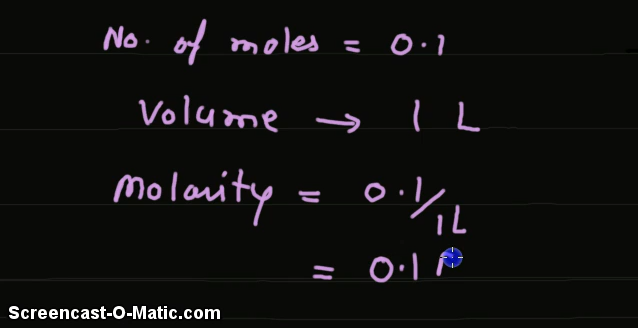 No. of moles = 0.1
Volume → 1 L
Molarity = 0.1/1L
= 0.1
Screencast-O-Matic.com